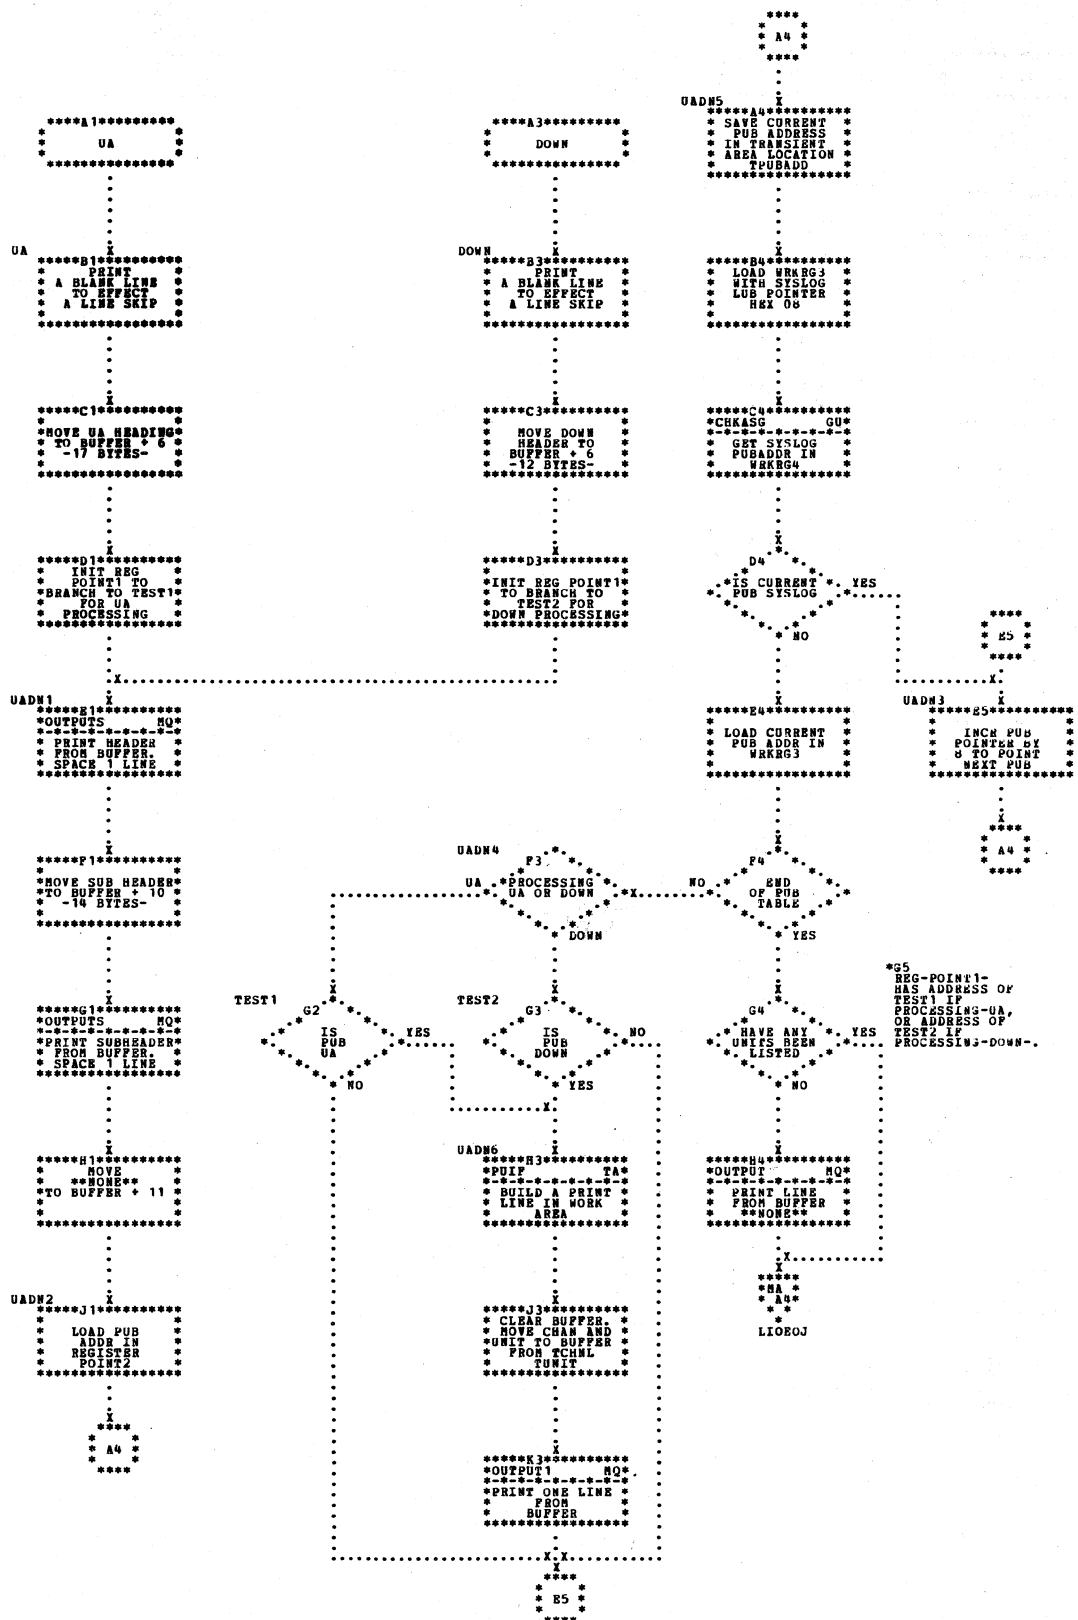 A4
UADN5
A1
UA
A3
DOWN
A4
SAVE CURRENT
PUB ADDRESS
IN TRANSIENT
AREA LOCATION
TPUBADD
UA
B1
PRINT
A BLANK LINE
TO EFFECT
A LINE SKIP
DOWN
B3
PRINT
A BLANK LINE
TO EFFECT
A LINE SKIP
B4
LOAD WRKRG3
WITH SYSLOG
LUB POINTER
HEX 08
C1
MOVE UA HEADING
TO BUFFER + 6
-17 BYTES-
C3
MOVE DOWN
HEADER TO
BUFFER + 6
-12 BYTES-
C4
CHKASG GU
GET SYSLOG
PUBADDR IN
WRKRG4
D1
INIT REG
POINT1 TO
BRANCH TO TEST1
FOR UA
PROCESSING
D3
INIT REG POINT1
TO BRANCH TO
TEST2 FOR
DOWN PROCESSING
D4
IS CURRENT
PUB SYSLOG
YES
NO
E5
UADN1
E1
OUTPUTS MQ
PRINT HEADER
FROM BUFFER.
SPACE 1 LINE
E4
LOAD CURRENT
PUB ADDR IN
WRKRG3
UADN3
E5
INCR PUB
POINTER BY
8 TO POINT
NEXT PUB
A4
F1
MOVE SUB HEADER
TO BUFFER + 10
-14 BYTES-
UADN4
F3
PROCESSING
UA OR DOWN
UA
DOWN
F4
END
OF PUB
TABLE
NO
YES
G1
OUTPUTS MQ
PRINT SUBHEADER
FROM BUFFER.
SPACE 1 LINE
TEST1
G2
IS
PUB
UA
YES
NO
TEST2
G3
IS
PUB
DOWN
NO
YES
G4
HAVE ANY
UNITS BEEN
LISTED
YES
NO
*G5
REG-POINT1-
HAS ADDRESS OF
TEST1 IF
PROCESSING-UA,
OR ADDRESS OF
TEST2 IF
PROCESSING-DOWN-.
H1
MOVE
**NONE**
TO BUFFER + 11
UADN6
H3
PUIF TA
BUILD A PRINT
LINE IN WORK
AREA
H4
OUTPUT MQ
PRINT LINE
FROM BUFFER
**NONE**
MA
A4
LIOEOJ
UADN2
J1
LOAD PUB
ADDR IN
REGISTER
POINT2
A4
J3
CLEAR BUFFER.
MOVE CHAN AND
UNIT TO BUFFER
FROM TCHNL
TUNIT
K3
OUTPUT1 MQ
PRINT ONE LINE
FROM
BUFFER
E5